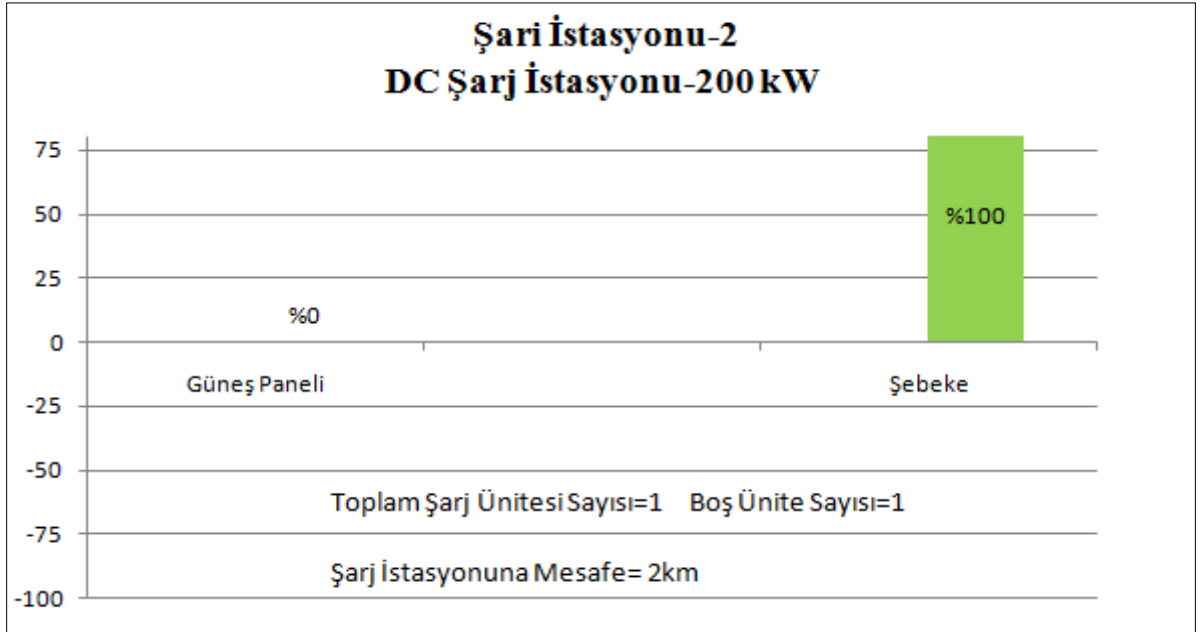 Şari İstasyonu-2
DC Şarj İstasyonu-200 kW
75
50
25
0
-25
-50
-75
-100
%0
%100
Güneş Paneli
Şebeke
Toplam Şarj Ünitesi Sayısı=1 Boş Ünite Sayısı=1
Şarj İstasyonuna Mesafe= 2km